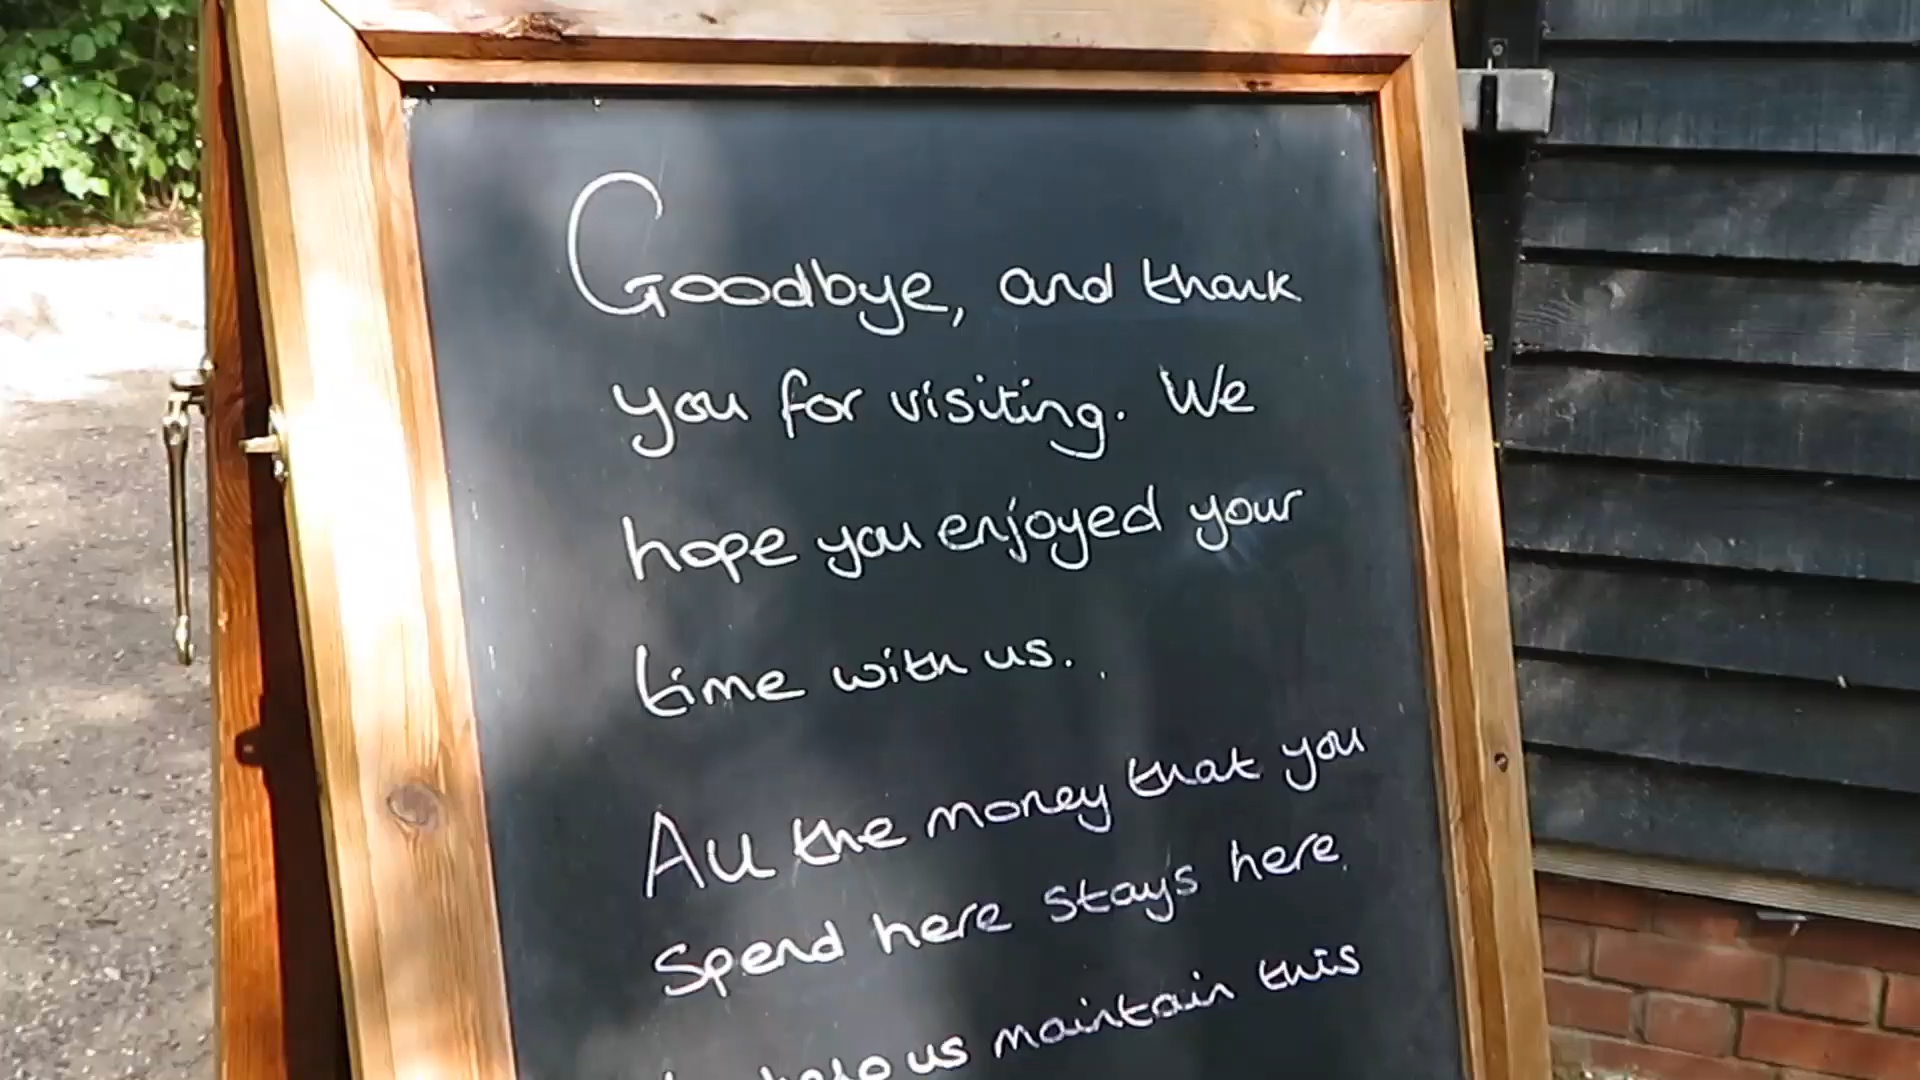 Goodbye, and thank
you for visiting. We
hope you enjoyed your
time with us.
All the money that you
Spend here stays here.
help us maintain this